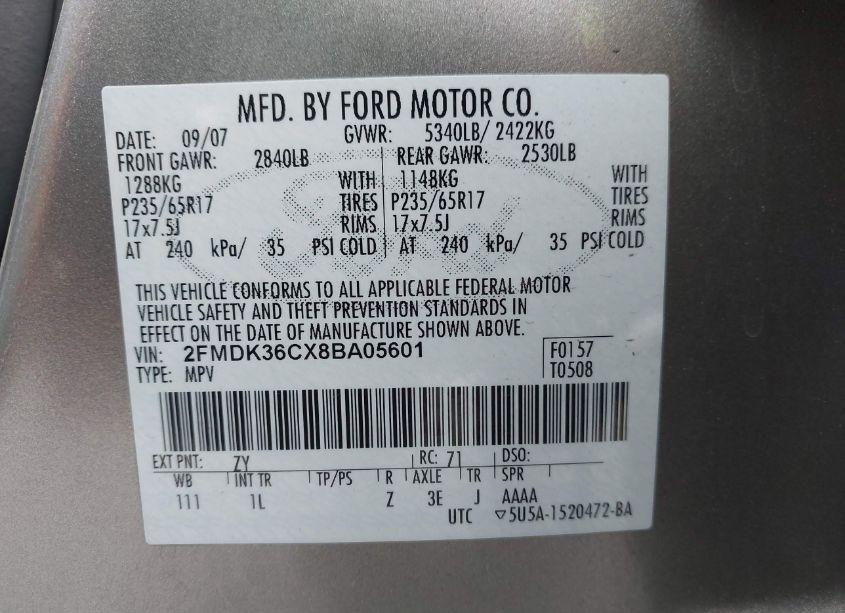 MFD. BY FORD MOTOR CO.
DATE: 09/07 GVWR: 5340LB/ 2422KG
FRONT GAWR: 2840LB REAR GAWR: 2530LB
1288KG WITH 1148KG WITH
P235/65R17 TIRES P235/65R17 TIRES
17x7.5J RIMS 17x7.5J RIMS
AT 240 kPa/ 35 PSI COLD AT 240 kPa/ 35 PSI COLD
THIS VEHICLE CONFORMS TO ALL APPLICABLE FEDERAL MOTOR
VEHICLE SAFETY AND THEFT PREVENTION STANDARDS IN
EFFECT ON THE DATE OF MANUFACTURE SHOWN ABOVE.
VIN: 2FMDK36CX8BA05601 F0157
TYPE: MPV T0508
EXT PNT: ZY RC: 71 DSO:
WB INT TR TP/PS R AXLE TR SPR
111 1L Z 3E J AAAA
UTC ▽5U5A-1520472-BA